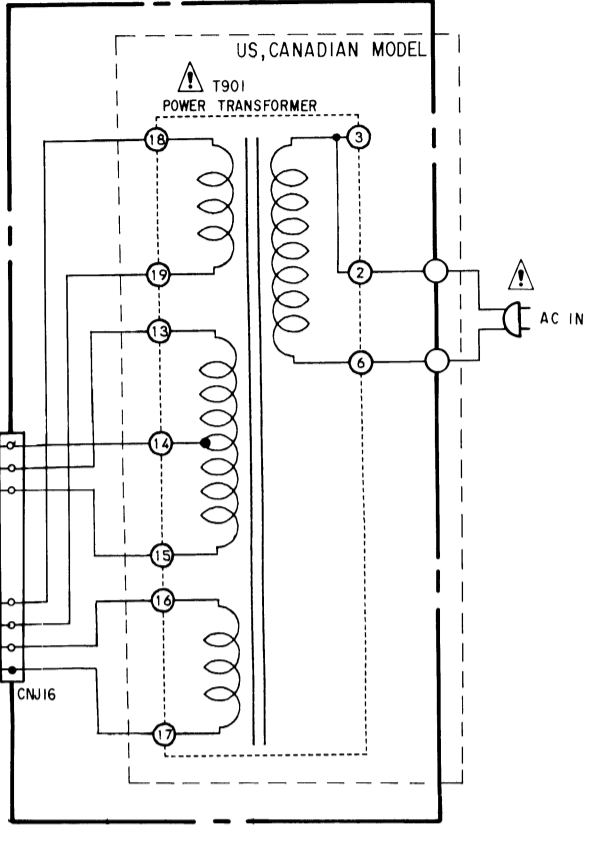 US, CANADIAN MODEL
! T901
POWER TRANSFORMER
18
3
19
2
!
13
AC IN
6
14
15
16
CNJ16
17